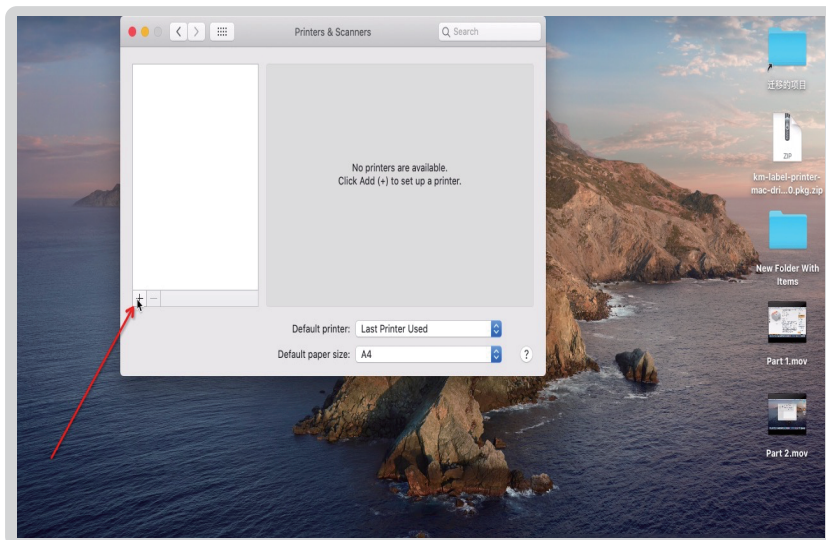 Printers & Scanners
Search
No printers are available.
Click Add (+) to set up a printer.
+ −
Default printer: Last Printer Used
Default paper size: A4
?
迁移的项目
ZIP
km-label-printer-
mac-dri...0.pkg.zip
New Folder With
Items
Part 1.mov
Part 2.mov